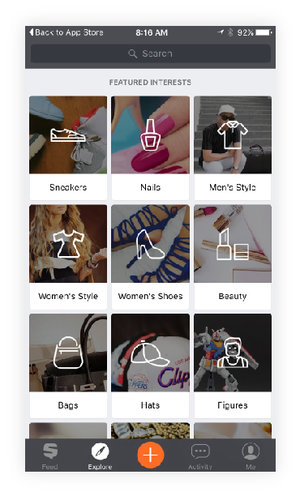 Back to App Store 8:16 AM 92%
Search
FEATURED INTERESTS
Sneakers Nails Men's Style
Women's Style Women's Shoes Beauty
Clip
Bags Hats Figures
Feed Explore Activity Me